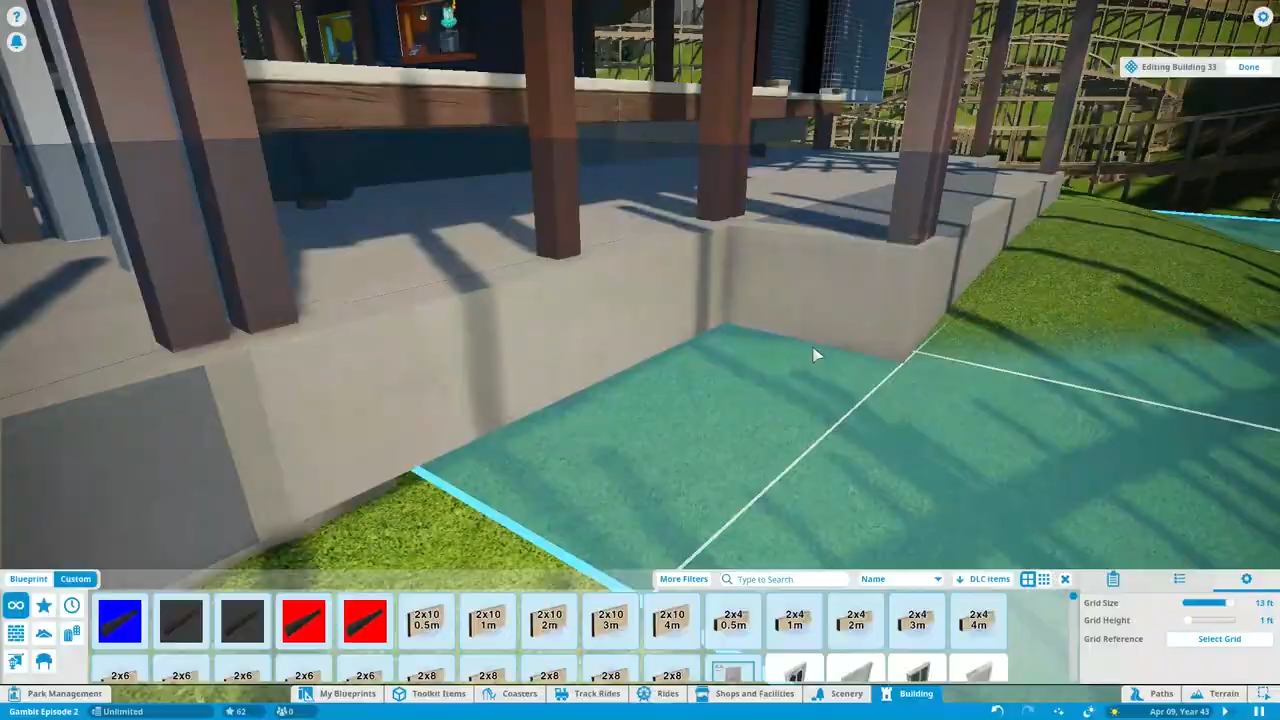 ?
Editing Building 33 Done
Blueprint Custom More Filters Type to Search Name DLC Items
2x10 0.5m 2x10 1m 2x10 2m 2x10 3m 2x10 4m 2x4 0.5m 2x4 1m 2x4 2m 2x4 3m 2x4 4m
2x6 2x6 2x6 2x6 2x6 2x8 2x8 2x8 2x8 2x8
Grid Size 13 ft
Grid Height 1 ft
Grid Reference Select Grid
Park Management My Blueprints Toolkit Items Coasters Track Rides Rides Shops and Facilities Scenery Building Paths Terrain
Gambit Episode 2 Unlimited 62 0 Apr 09, Year 43